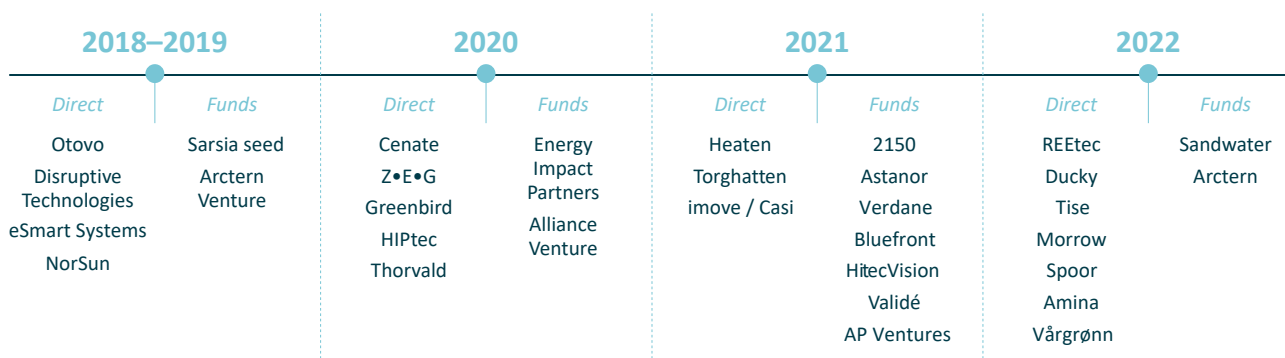 2018–2019
Direct
Funds
Otovo
Disruptive
Technologies
eSmart Systems
NorSun
Sarsia seed
Arctern
Venture
2020
Direct
Funds
Cenate
Z•E•G
Greenbird
HIPtec
Thorvald
Energy
Impact
Partners
Alliance
Venture
2021
Direct
Funds
Heaten
Torghatten
imove / Casi
2150
Astanor
Verdane
Bluefront
HitecVision
Validé
AP Ventures
2022
Direct
Funds
REEtec
Ducky
Tise
Morrow
Spoor
Amina
Vårgrønn
Sandwater
Arctern